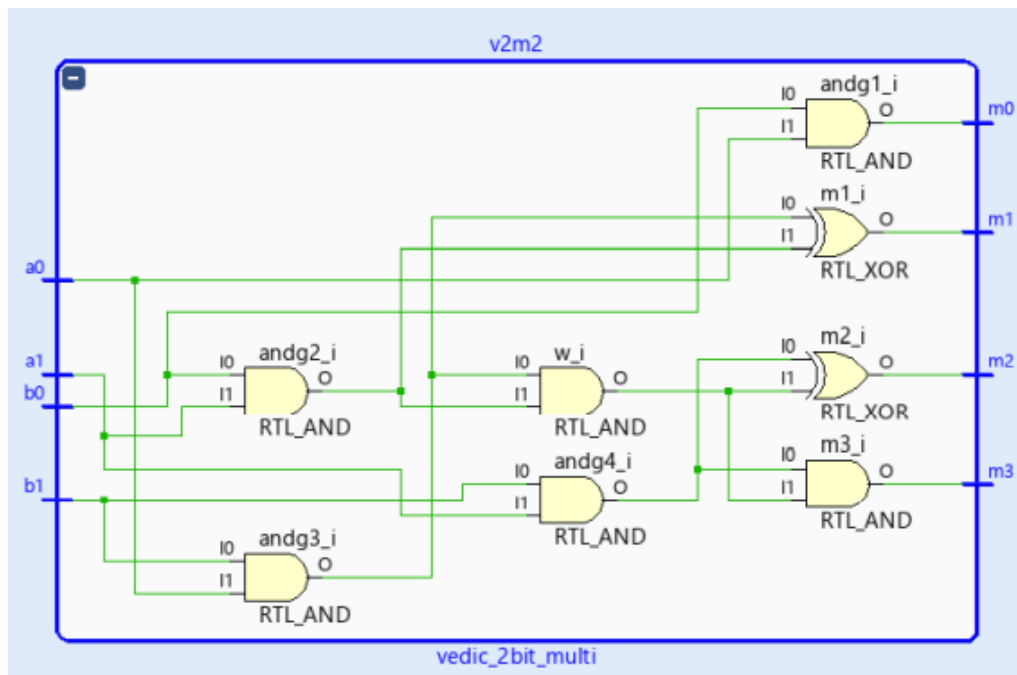 v2m2
andg1_i
I0
O
m0
I1
RTL_AND
m1_i
I0
O
m1
I1
RTL_XOR
a0
a1
b0
b1
andg2_i
I0
O
I1
RTL_AND
w_i
I0
O
I1
RTL_AND
m2_i
I0
O
m2
I1
RTL_XOR
andg4_i
I0
O
I1
RTL_AND
m3_i
I0
O
m3
I1
RTL_AND
andg3_i
I0
O
I1
RTL_AND
vedic_2bit_multi